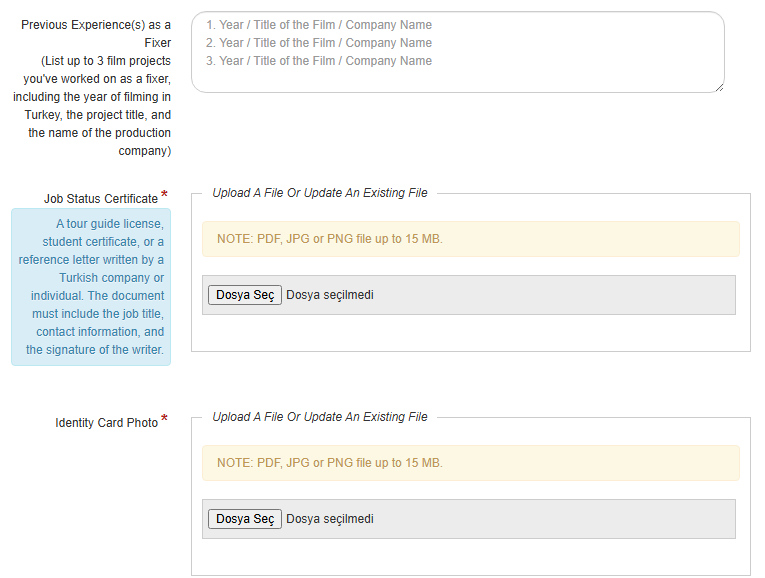 Previous Experience(s) as a
Fixer
(List up to 3 film projects
you've worked on as a fixer,
including the year of filming in
Turkey, the project title, and
the name of the production
company)
1. Year / Title of the Film / Company Name
2. Year / Title of the Film / Company Name
3. Year / Title of the Film / Company Name
Job Status Certificate *
A tour guide license,
student certificate, or a
reference letter written by a
Turkish company or
individual. The document
must include the job title,
contact information, and
the signature of the writer.
Upload A File Or Update An Existing File
NOTE: PDF, JPG or PNG file up to 15 MB.
Dosya Seç Dosya seçilmedi
Identity Card Photo *
Upload A File Or Update An Existing File
NOTE: PDF, JPG or PNG file up to 15 MB.
Dosya Seç Dosya seçilmedi